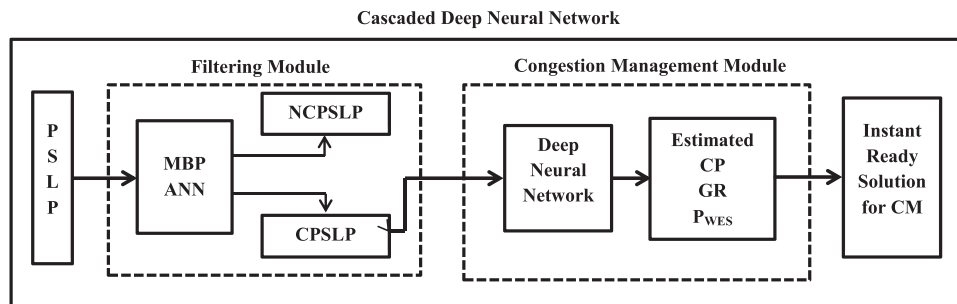 Cascaded Deep Neural Network
Filtering Module
Congestion Management Module
P
S
L
P
MBP
ANN
NCPSLP
CPSLP
Deep
Neural
Network
Estimated
CP
GR
PWES
Instant
Ready
Solution
for CM